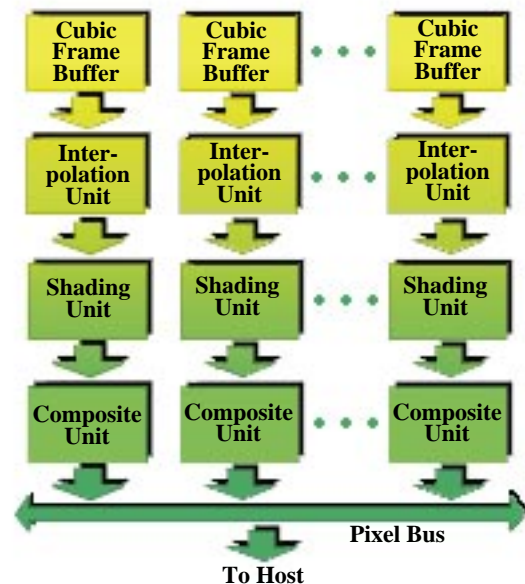 Cubic
Frame
Buffer
Cubic
Frame
Buffer
Cubic
Frame
Buffer
Inter-
polation
Unit
Inter-
polation
Unit
Inter-
polation
Unit
Shading
Unit
Shading
Unit
Shading
Unit
Composite
Unit
Composite
Unit
Composite
Unit
Pixel Bus
To Host